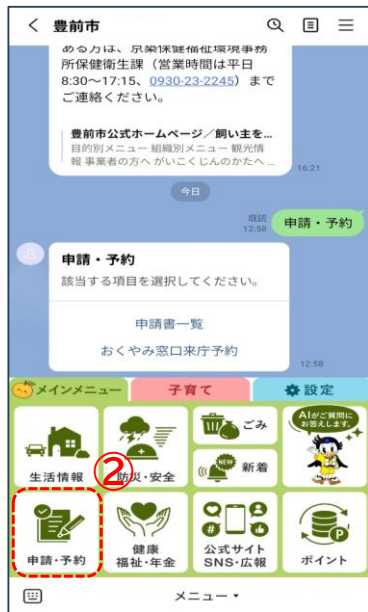 豊前市
ある方は、京築保健福祉環境事務
所保健衛生課(営業時間は平日
8:30～17:15、0930-23-2245)まで
ご連絡ください。
豊前市公式ホームページ／飼い主を...
目的別メニュー 組織別メニュー 観光情
報 事業者の方へ がいこくじんのかたへ ...
16:21
今日
既読
12:58
申請・予約
申請・予約
該当する項目を選択してください。
申請書一覧
おくやみ窓口来庁予約
12:58
メインメニュー
子育て
設定
生活情報
②
防災・安全
ごみ
NEW
新着
AIがご質問に
お答えします。
申請・予約
健康
福祉・年金
公式サイト
SNS・広報
P
ポイント
メニュー▾